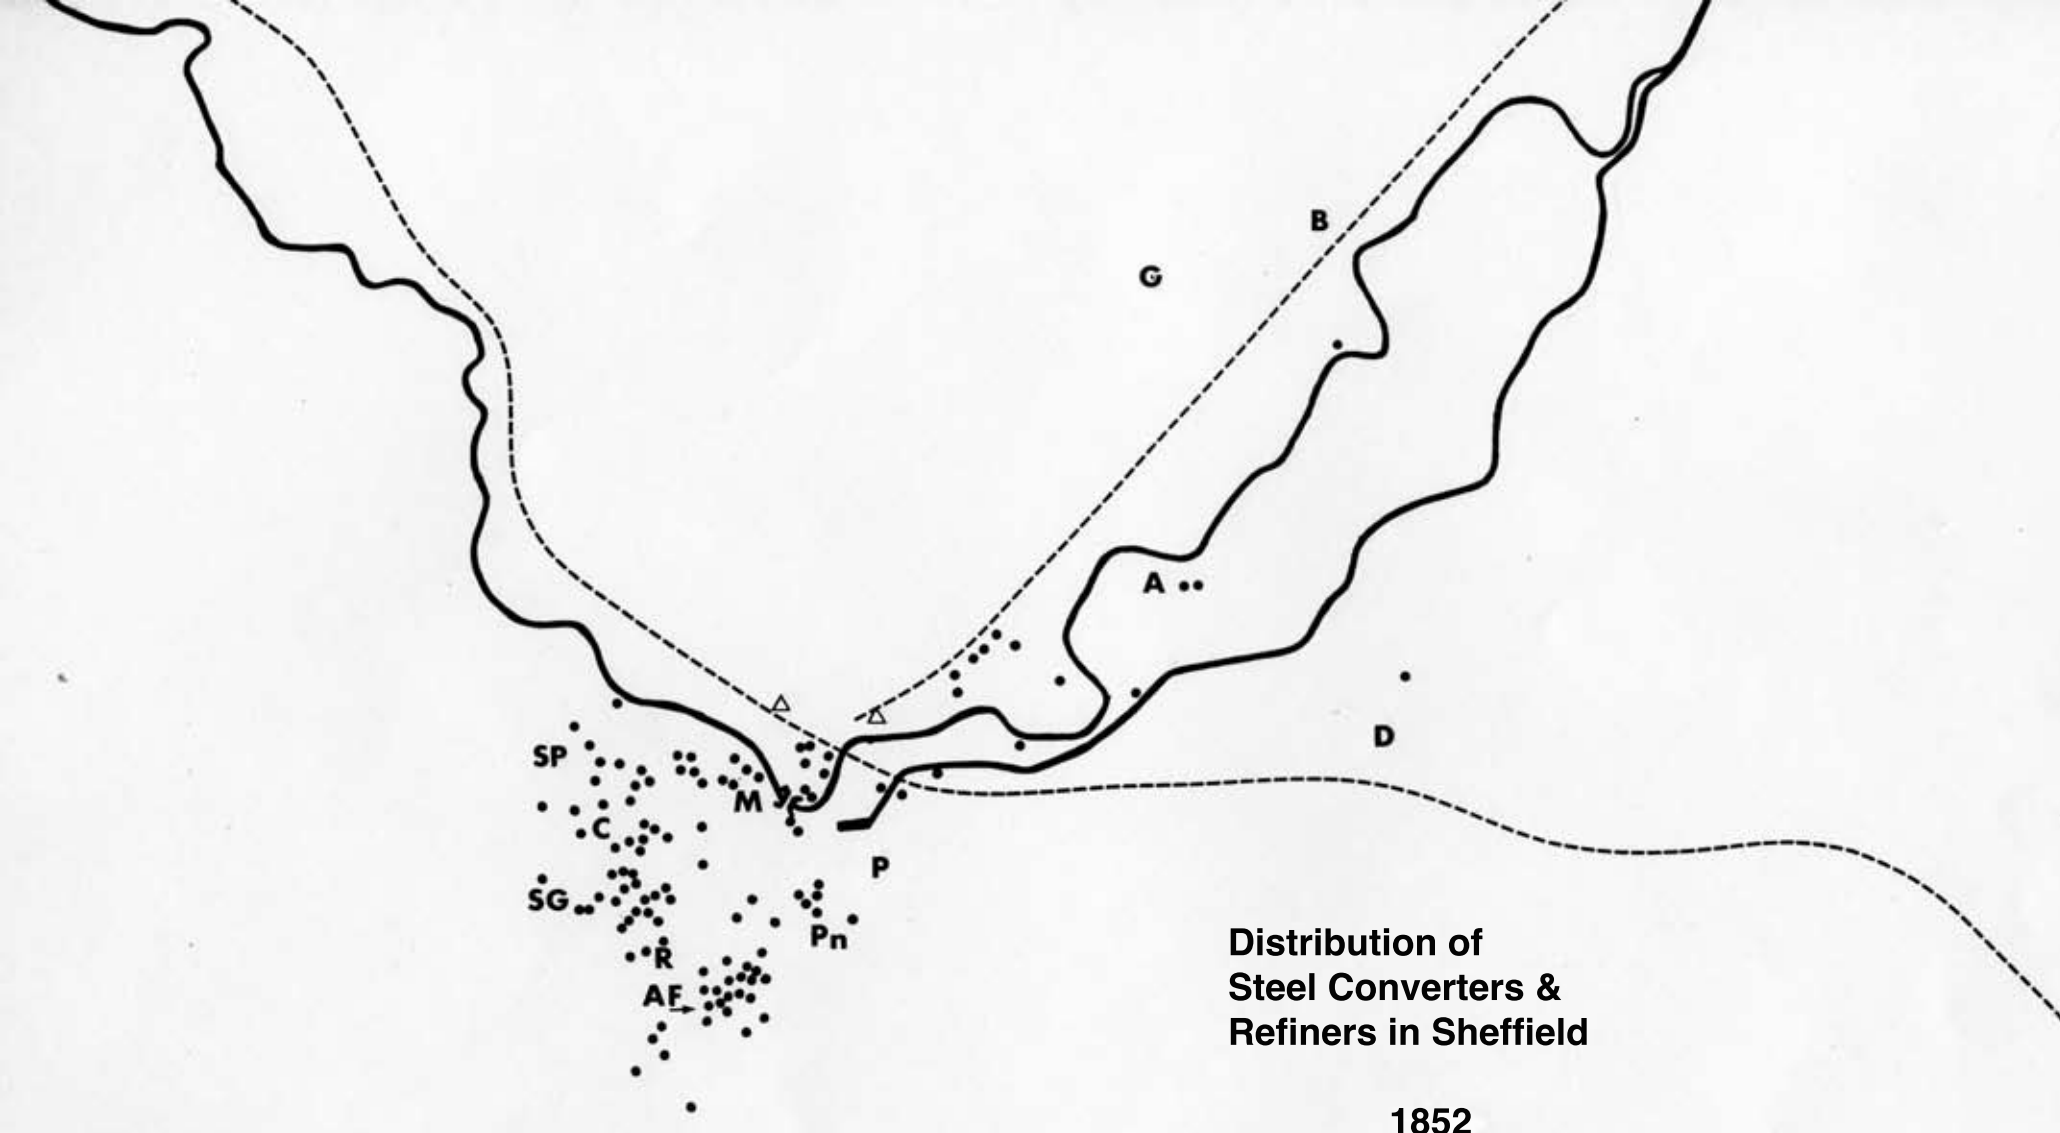 B
G
A
D
SP
M
C
P
SG
Pn
R
AF
Distribution of
Steel Converters &
Refiners in Sheffield
1852